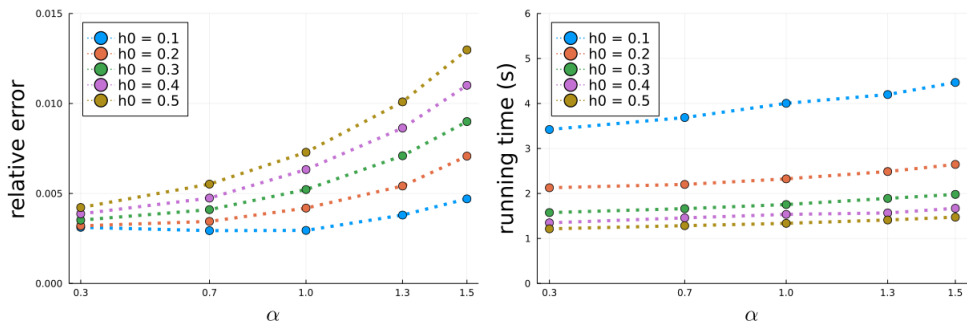 relative error
0.015
0.010
0.005
0.000
h0 = 0.1
h0 = 0.2
h0 = 0.3
h0 = 0.4
h0 = 0.5
0.3 0.7 1.0 1.3 1.5
α
running time (s)
6
5
4
3
2
1
0
h0 = 0.1
h0 = 0.2
h0 = 0.3
h0 = 0.4
h0 = 0.5
0.3 0.7 1.0 1.3 1.5
α